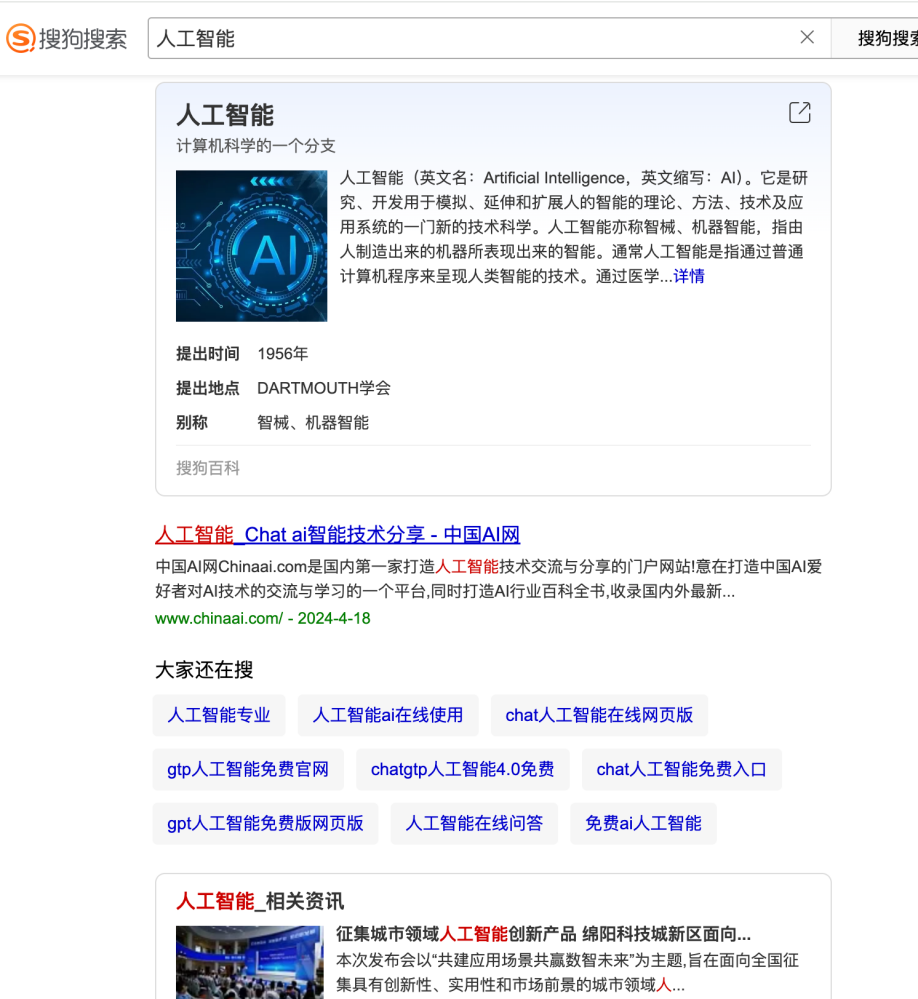 搜狗搜索
人工智能
搜狗搜索
人工智能
计算机科学的一个分支
人工智能（英文名：Artificial Intelligence，英文缩写：AI）。它是研
究、开发用于模拟、延伸和扩展人的智能的理论、方法、技术及应
用系统的一门新的技术科学。人工智能亦称智械、机器智能，指由
人制造出来的机器所表现出来的智能。通常人工智能是指通过普通
计算机程序来呈现人类智能的技术。通过医学...详情
AI
提出时间 1956年
提出地点 DARTMOUTH学会
别称 智械、机器智能
搜狗百科
人工智能_Chat ai智能技术分享 - 中国AI网
中国AI网Chinaai.com是国内第一家打造人工智能技术交流与分享的门户网站!意在打造中国AI爱
好者对AI技术的交流与学习的一个平台,同时打造AI行业百科全书,收录国内外最新...
www.chinaai.com/ - 2024-4-18
大家还在搜
人工智能专业 人工智能ai在线使用 chat人工智能在线网页版
gtp人工智能免费官网 chatgtp人工智能4.0免费 chat人工智能免费入口
gpt人工智能免费版网页版 人工智能在线问答 免费ai人工智能
人工智能_相关资讯
征集城市领域人工智能创新产品 绵阳科技城新区面向...
本次发布会以“共建应用场景共赢数智未来”为主题,旨在面向全国征
集具有创新性、实用性和市场前景的城市领域人...